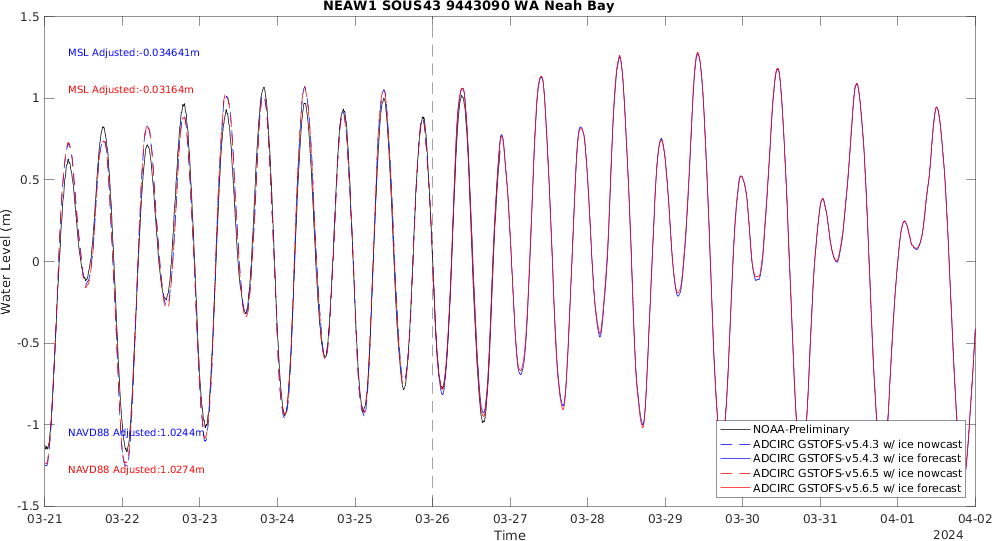 NEAW1 SOUS43 9443090 WA Neah Bay
1.5
1
0.5
0
-0.5
-1
-1.5
Water Level (m)
MSL Adjusted:-0.034641m
MSL Adjusted:-0.03164m
NAVD88 Adjusted:1.0244m
NAVD88 Adjusted:1.0274m
NOAA-Preliminary
ADCIRC GSTOFS-v5.4.3 w/ ice nowcast
ADCIRC GSTOFS-v5.4.3 w/ ice forecast
ADCIRC GSTOFS-v5.6.5 w/ ice nowcast
ADCIRC GSTOFS-v5.6.5 w/ ice forecast
03-21 03-22 03-23 03-24 03-25 03-26 03-27 03-28 03-29 03-30 03-31 04-01 04-02
Time
2024